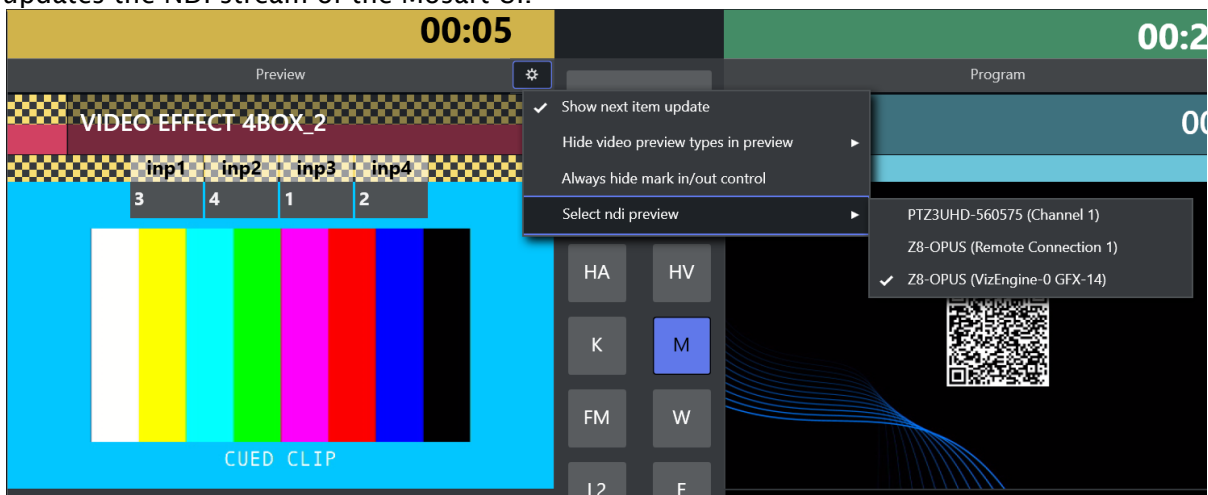 updates the NDI stream of the Mosart UI.
00:05
00:2
Preview
Program
Show next item update
VIDEO EFFECT 4BOX_2
00
Hide video preview types in preview
inp1 inp2 inp3 inp4
Always hide mark in/out control
3 4 1 2
Select ndi preview
PTZ3UHD-560575 (Channel 1)
Z8-OPUS (Remote Connection 1)
Z8-OPUS (VizEngine-0 GFX-14)
HA HV
K M
FM W
CUED CLIP